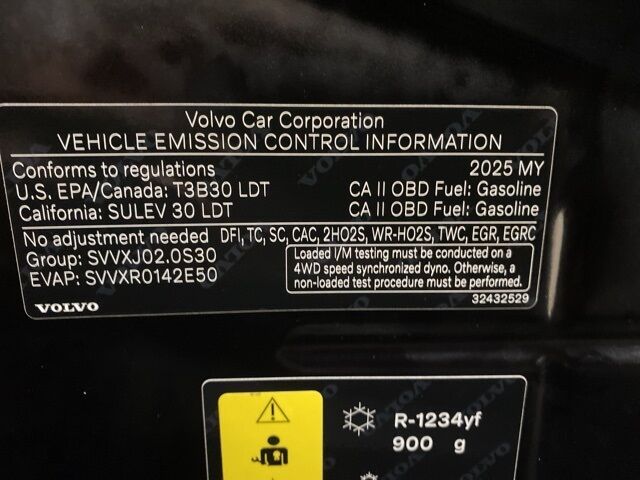 Volvo Car Corporation
VEHICLE EMISSION CONTROL INFORMATION
Conforms to regulations 2025 MY
U.S. EPA/Canada: T3B30 LDT CA II OBD Fuel: Gasoline
California: SULEV 30 LDT CA II OBD Fuel: Gasoline
No adjustment needed DFI, TC, SC, CAC, 2HO2S, WR-HO2S, TWC, EGR, EGRC
Group: SVVXJ02.0S30
EVAP: SVVXR0142E50
Loaded I/M testing must be conducted on a
4WD speed synchronized dyno. Otherwise, a
non-loaded test procedure must be performed.
VOLVO 32432529
R-1234yf
900 g